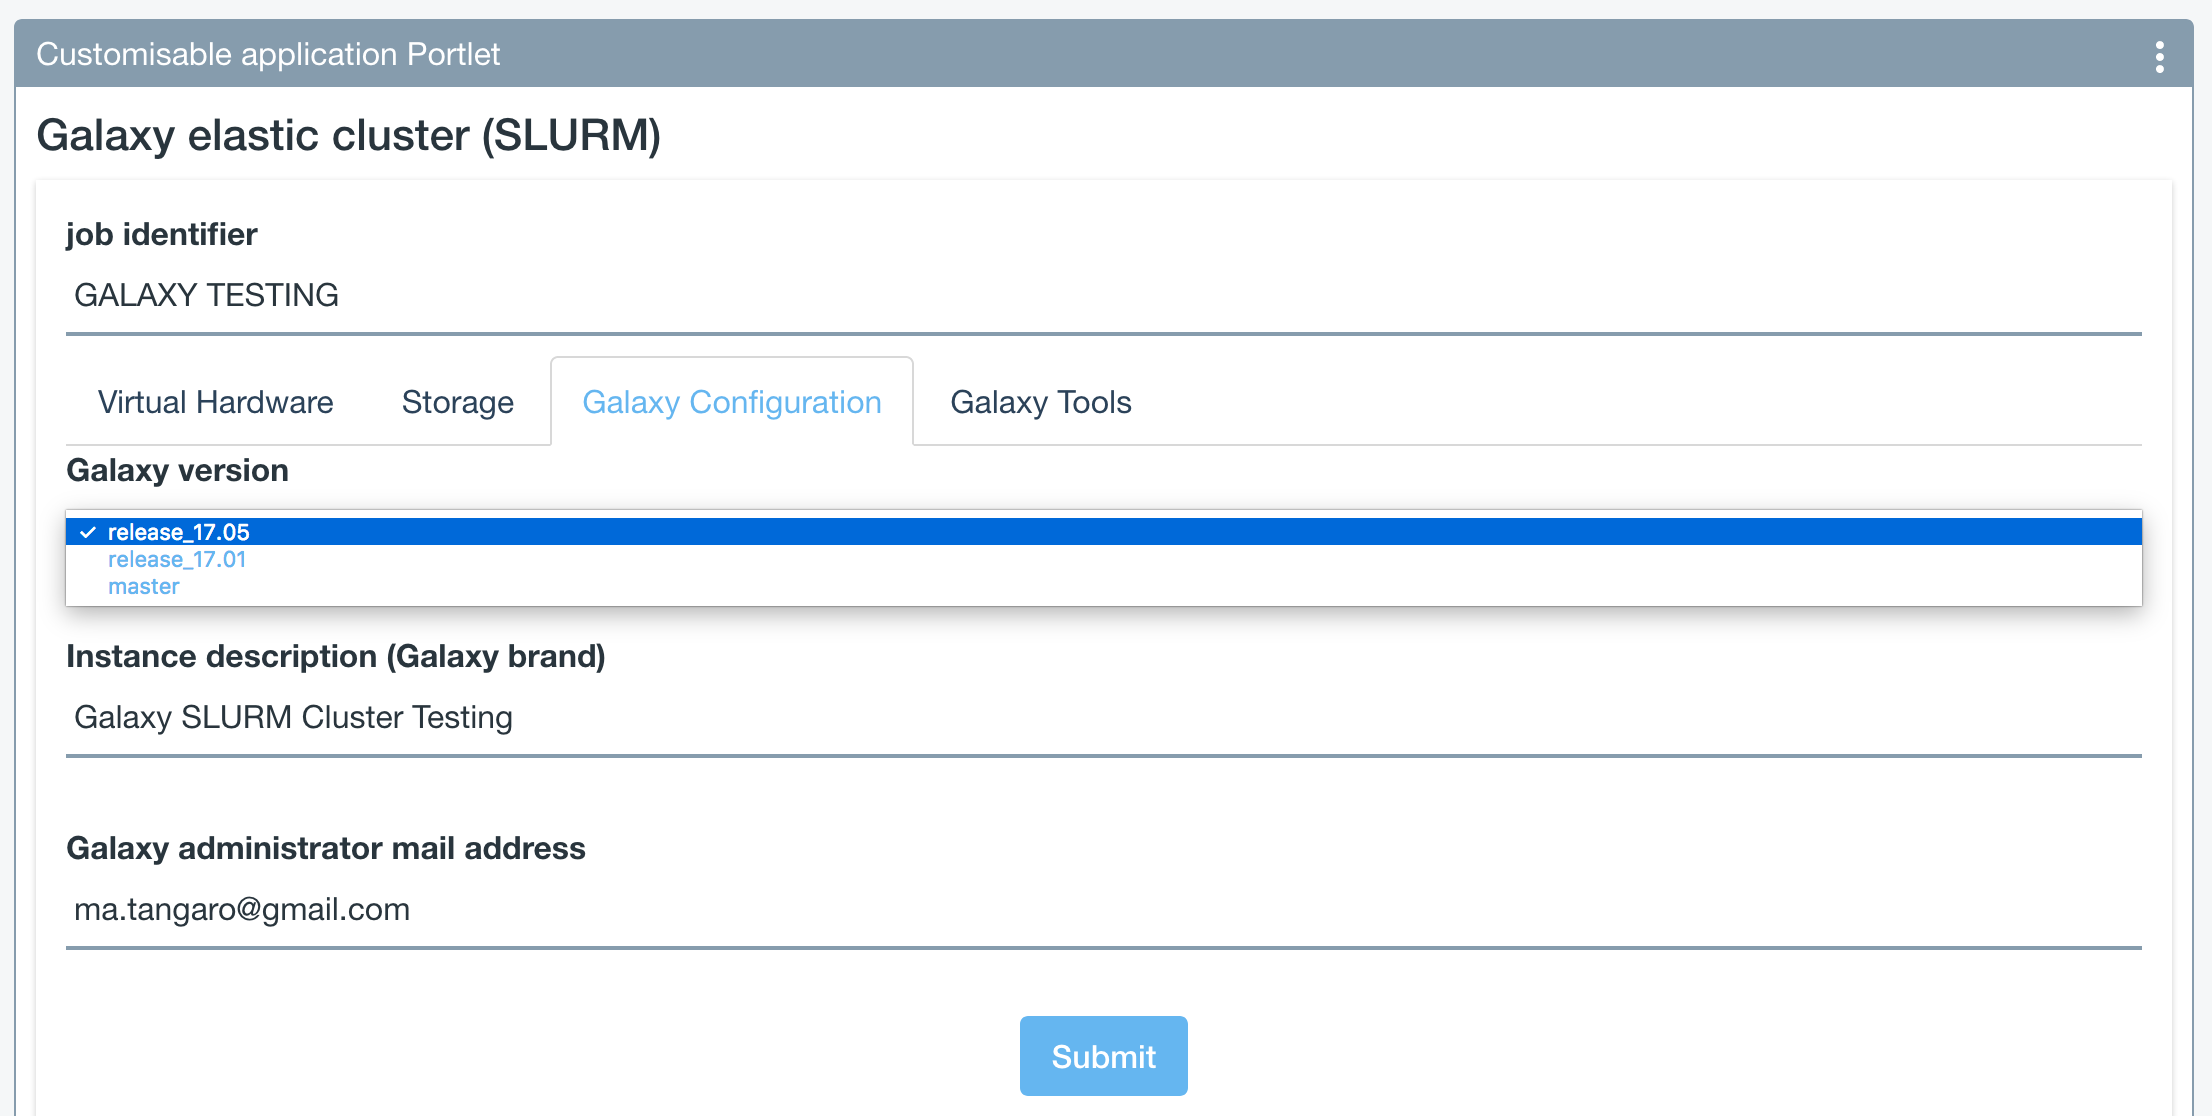 Customisable application Portlet
Galaxy elastic cluster (SLURM)
job identifier
GALAXY TESTING
Virtual Hardware Storage Galaxy Configuration Galaxy Tools
Galaxy version
release_17.05
release_17.01
master
Instance description (Galaxy brand)
Galaxy SLURM Cluster Testing
Galaxy administrator mail address
ma.tangaro@gmail.com
Submit